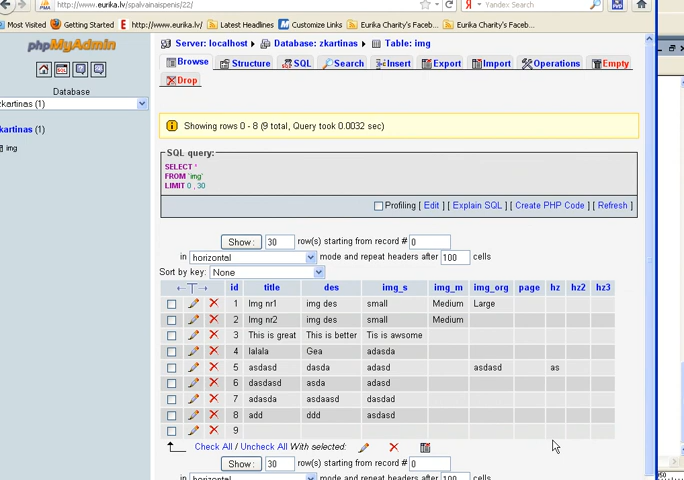 http://www.eurika.lv/spalvainaispenis/22/
zkartinas
Yandex Search
Most Visited Getting Started http://www.eurika.lv/ Latest Headlines Customize Links Eurika Charity's Faceb... Eurika Charity's Faceb...
phpMyAdmin
Server: localhost Database: zkartinas Table: img
Browse Structure SQL Search Insert Export Import Operations Empty
Drop
Database
zkartinas (1)
zkartinas (1)
img
Showing rows 0 - 8 (9 total, Query took 0.0032 sec)
SQL query:
SELECT *
FROM `img`
LIMIT 0 , 30
Profiling [ Edit ] [ Explain SQL ] [ Create PHP Code ] [ Refresh ]
Show : 30 row(s) starting from record # 0
in horizontal mode and repeat headers after 100 cells
Sort by key: None
←T→ id title des img_s img_m img_org page hz hz2 hz3
1 Img nr1 img des small Medium Large
2 Img nr2 img des small Medium
3 This is great This is better Tis is awsome
4 lalala Gea adasda
5 asdasd dasda adasd asdasd as
6 dasdasd asda adasd
7 adasda asdaasd dasdad
8 add ddd asdasd
9
Check All / Uncheck All With selected:
Show : 30 row(s) starting from record # 0
in horizontal mode and repeat headers after 100 cells